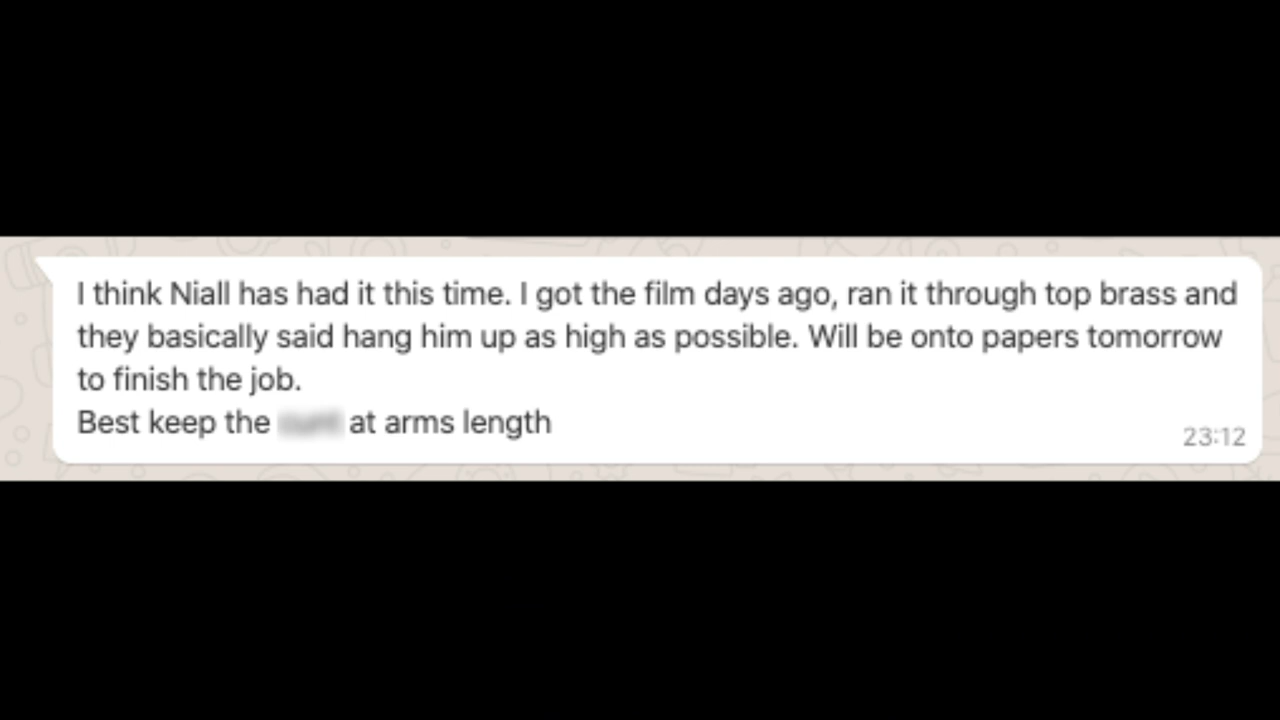 I think Niall has had it this time. I got the film days ago, ran it through top brass and
they basically said hang him up as high as possible. Will be onto papers tomorrow
to finish the job.
Best keep the at arms length
23:12